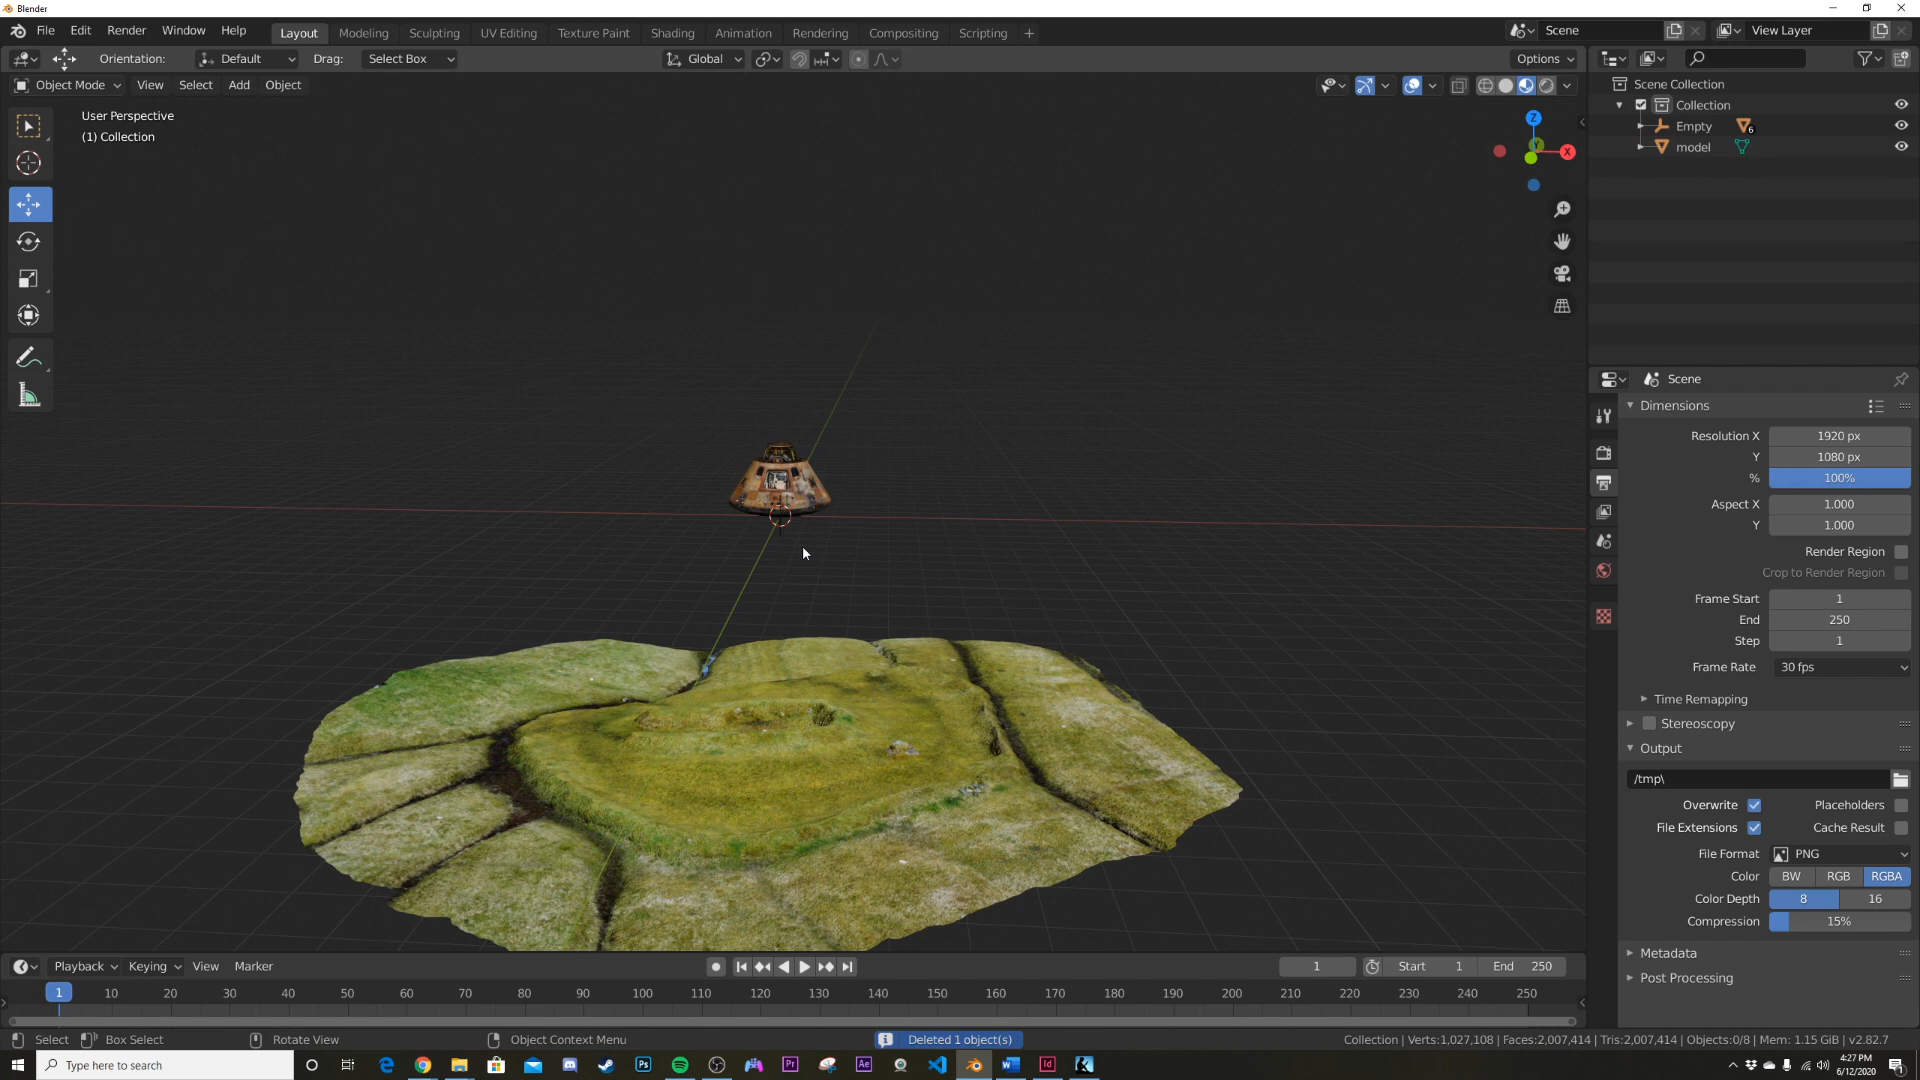 Blender
File Edit Render Window Help Layout Modeling Sculpting UV Editing Texture Paint Shading Animation Rendering Compositing Scripting + Scene View Layer
Orientation: Default Drag: Select Box Global Options
Object Mode View Select Add Object
User Perspective
(1) Collection
Z
Y
X
Scene Collection
Collection
Empty 6
model
Scene
Dimensions
Resolution X 1920 px
Y 1080 px
% 100%
Aspect X 1.000
Y 1.000
Render Region
Crop to Render Region
Frame Start 1
End 250
Step 1
Frame Rate 30 fps
Time Remapping
Stereoscopy
Output
/tmp\
Overwrite Placeholders
File Extensions Cache Result
File Format PNG
Color BW RGB RGBA
Color Depth 8 16
Compression 15%
Metadata
Post Processing
Playback Keying View Marker 1 Start 1 End 250
1 10 20 30 40 50 60 70 80 90 100 110 120 130 140 150 160 170 180 190 200 210 220 230 240 250
Select Box Select Rotate View Object Context Menu Deleted 1 object(s) Collection | Verts:1,027,108 | Faces:2,007,414 | Tris:2,007,414 | Objects:0/8 | Mem: 1.15 GiB | v2.82.7
Type here to search Ps Pr Ae Id 4:27 PM
6/12/2020